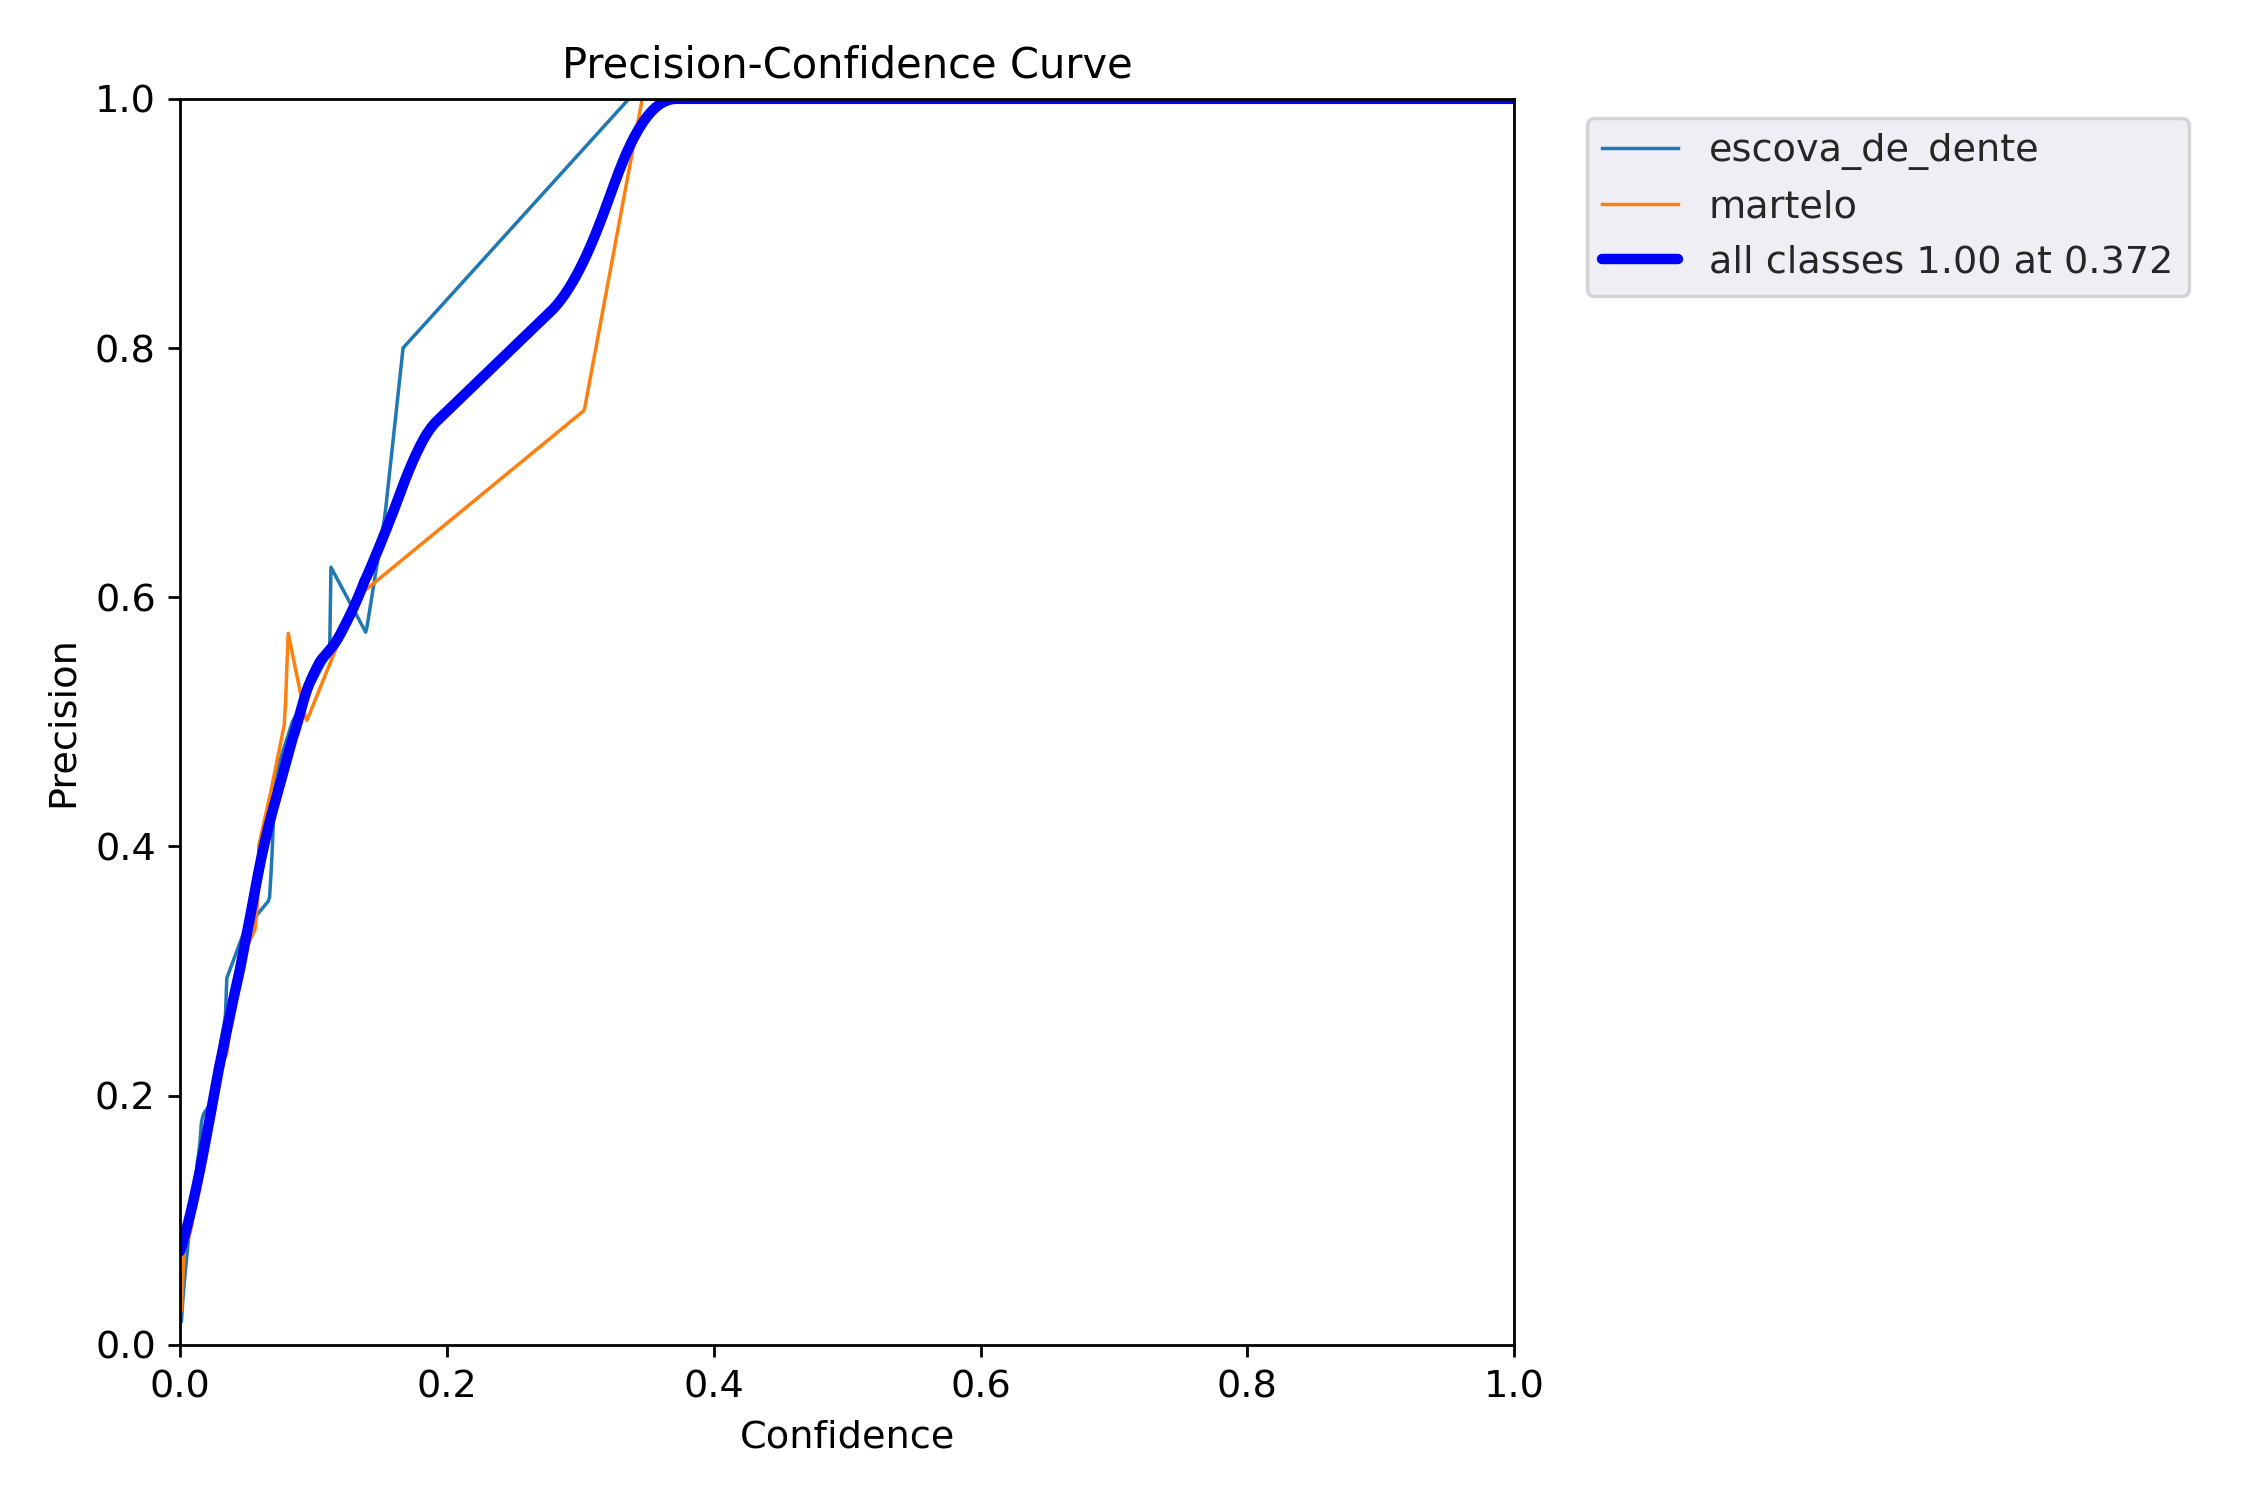 Precision-Confidence Curve
1.0
0.8
0.6
0.4
0.2
0.0
Precision
0.0 0.2 0.4 0.6 0.8 1.0
Confidence
escova_de_dente
martelo
all classes 1.00 at 0.372